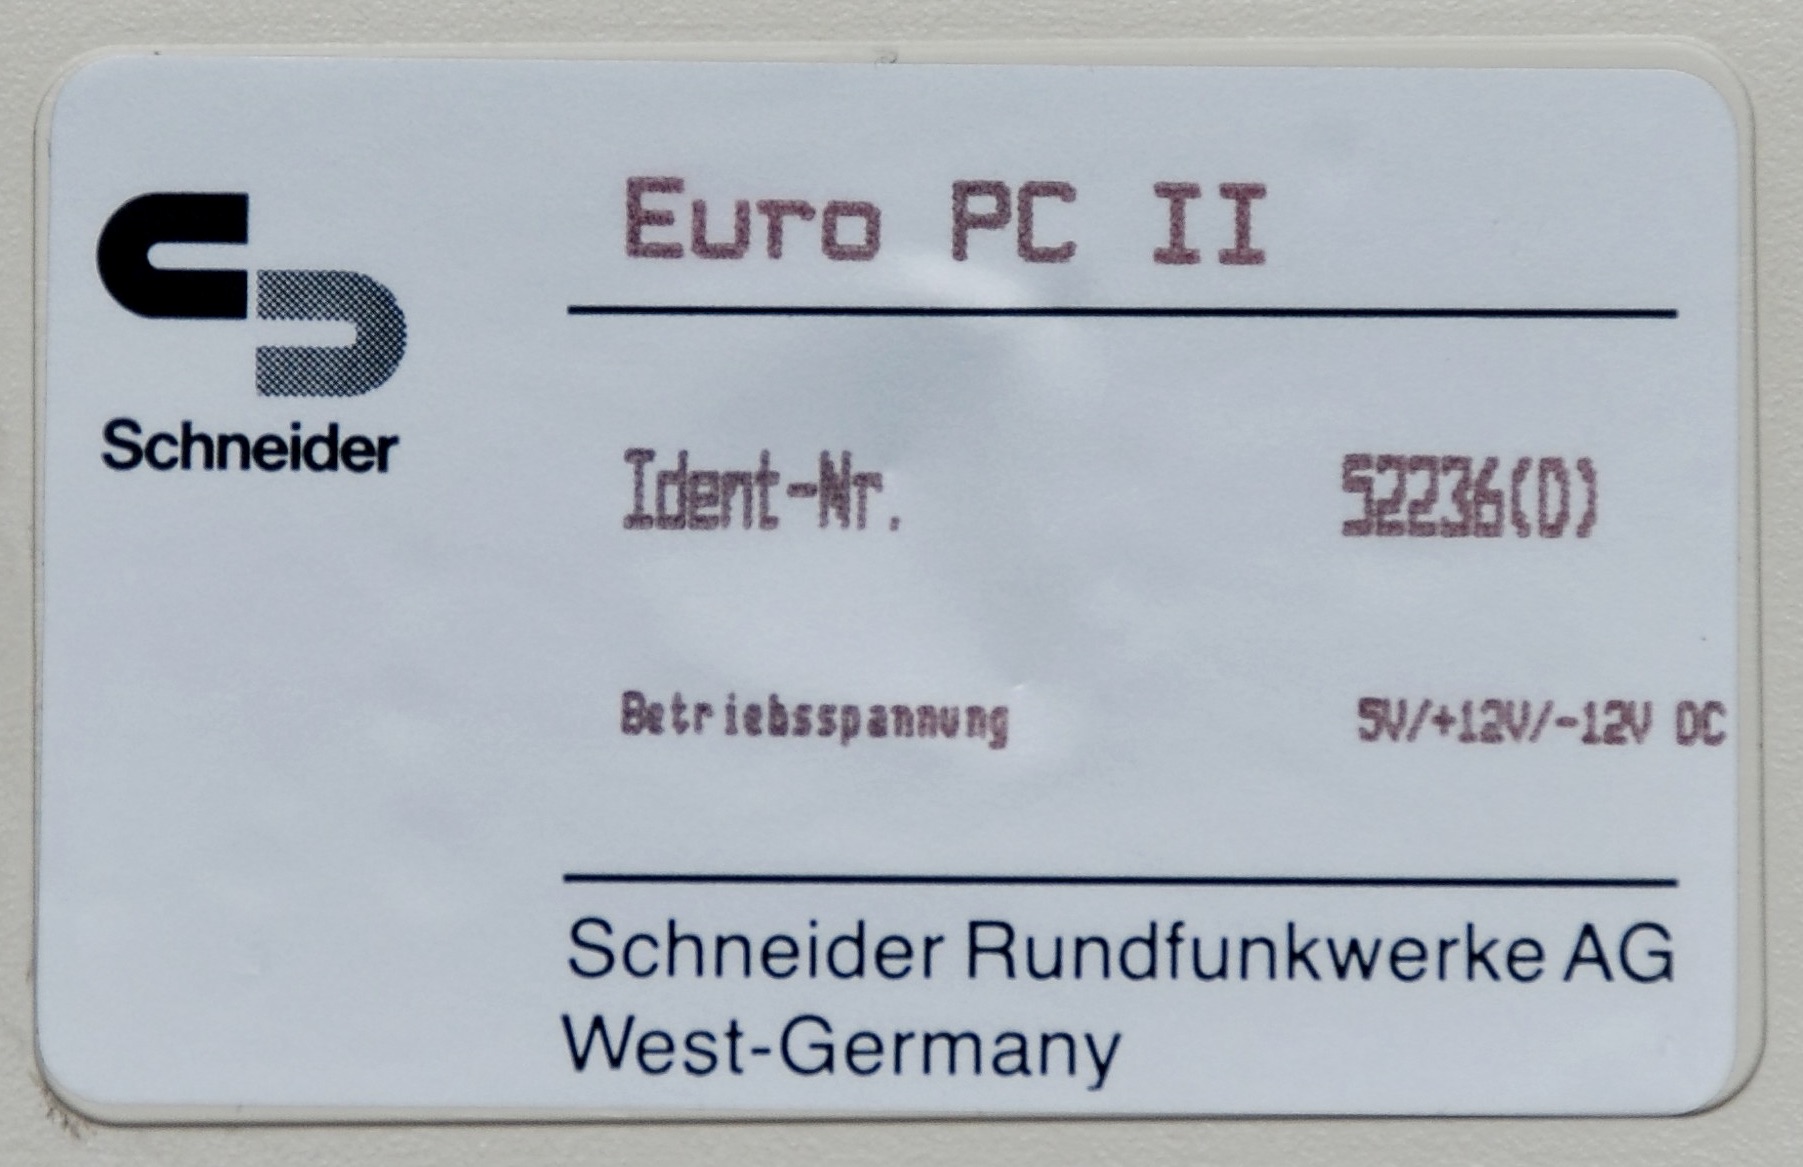 Euro PC II
Schneider
Ident-Nr. 52236(D)
Betriebsspannung 5V/+12V/-12V DC
Schneider Rundfunkwerke AG
West-Germany